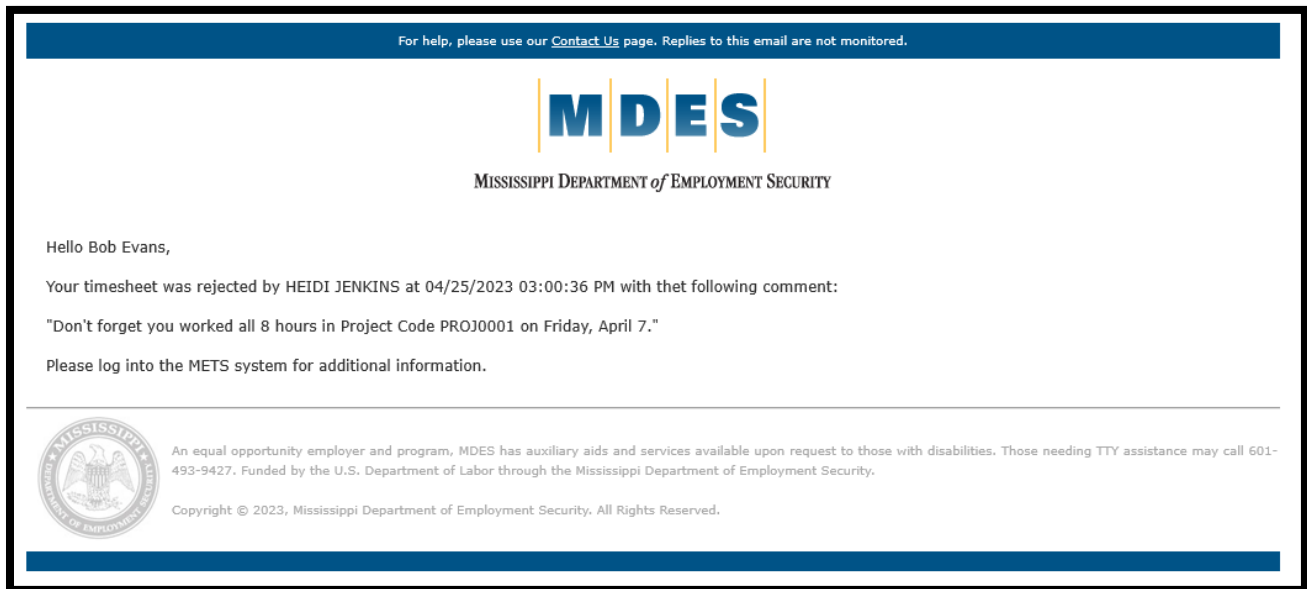 For help, please use our Contact Us page. Replies to this email are not monitored.
MDES
MISSISSIPPI DEPARTMENT of EMPLOYMENT SECURITY
Hello Bob Evans,
Your timesheet was rejected by HEIDI JENKINS at 04/25/2023 03:00:36 PM with thet following comment:
"Don't forget you worked all 8 hours in Project Code PROJ0001 on Friday, April 7."
Please log into the METS system for additional information.
MISSISSIPPI
DEPARTMENT OF EMPLOYMENT SECURITY
An equal opportunity employer and program, MDES has auxiliary aids and services available upon request to those with disabilities. Those needing TTY assistance may call 601-
493-9427. Funded by the U.S. Department of Labor through the Mississippi Department of Employment Security.
Copyright © 2023, Mississippi Department of Employment Security. All Rights Reserved.